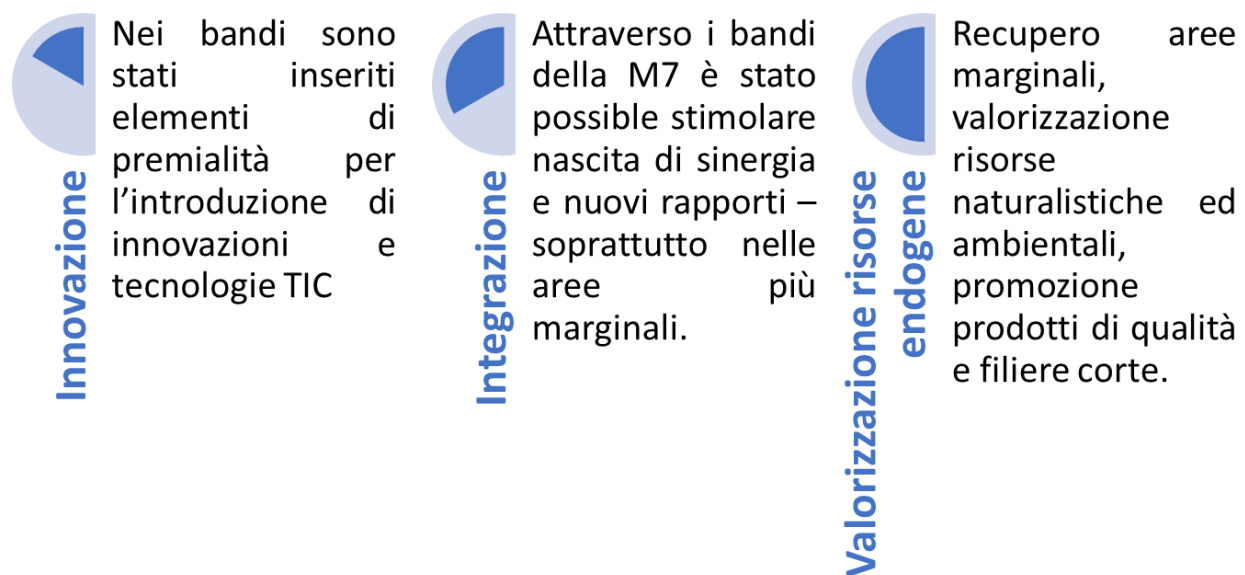 Innovazione
Nei bandi sono
stati inseriti
elementi di
premialità per
l’introduzione di
innovazioni e
tecnologie TIC
Integrazione
Attraverso i bandi
della M7 è stato
possible stimolare
nascita di sinergia
e nuovi rapporti –
soprattutto nelle
aree più
marginali.
Valorizzazione risorse
endogene
Recupero aree
marginali,
valorizzazione
risorse
naturalistiche ed
ambientali,
promozione
prodotti di qualità
e filiere corte.